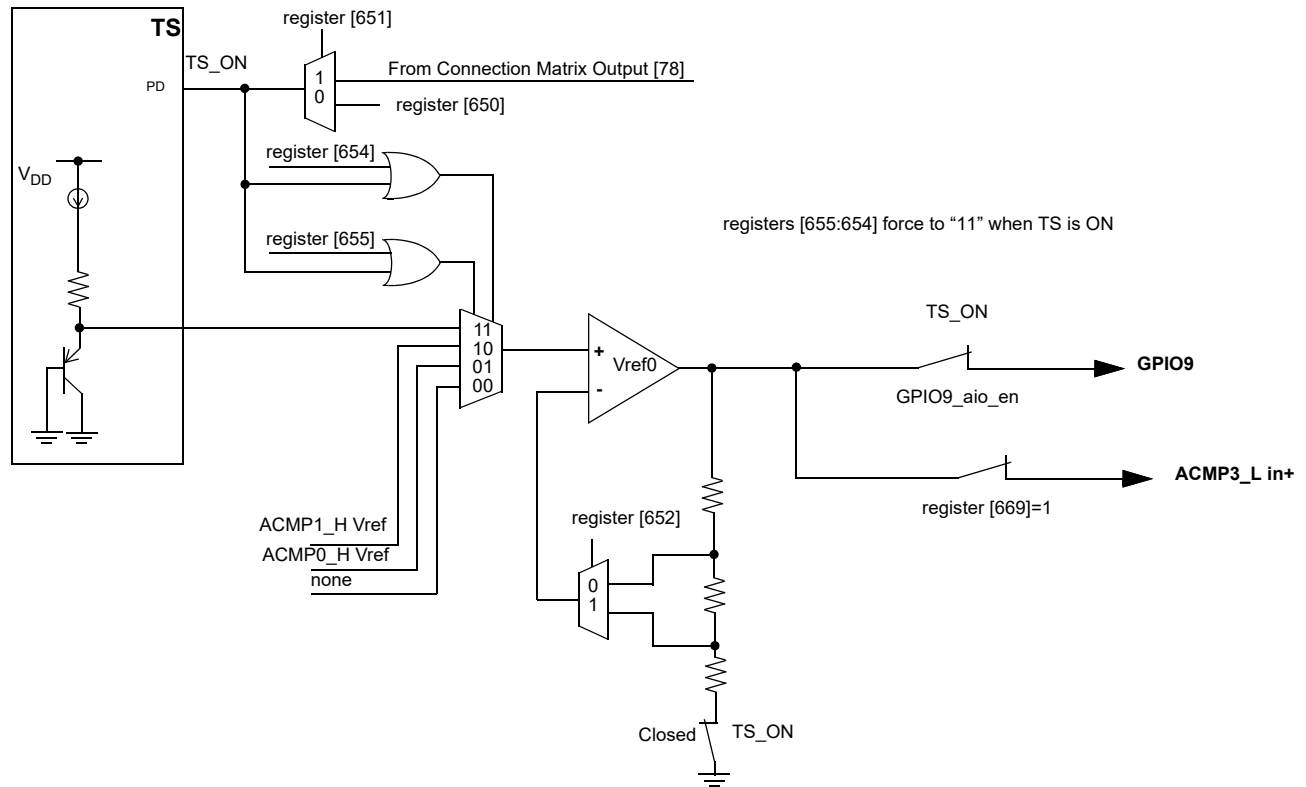 TS
register [651]
TS_ON
PD
1
0
From Connection Matrix Output [78]
register [650]
register [654]
VDD
registers [655:654] force to “11” when TS is ON
register [655]
11
10
01
00
+
Vref0
-
TS_ON
GPIO9
GPIO9_aio_en
ACMP3_L in+
register [669]=1
ACMP1_H Vref
ACMP0_H Vref
none
register [652]
0
1
Closed
TS_ON